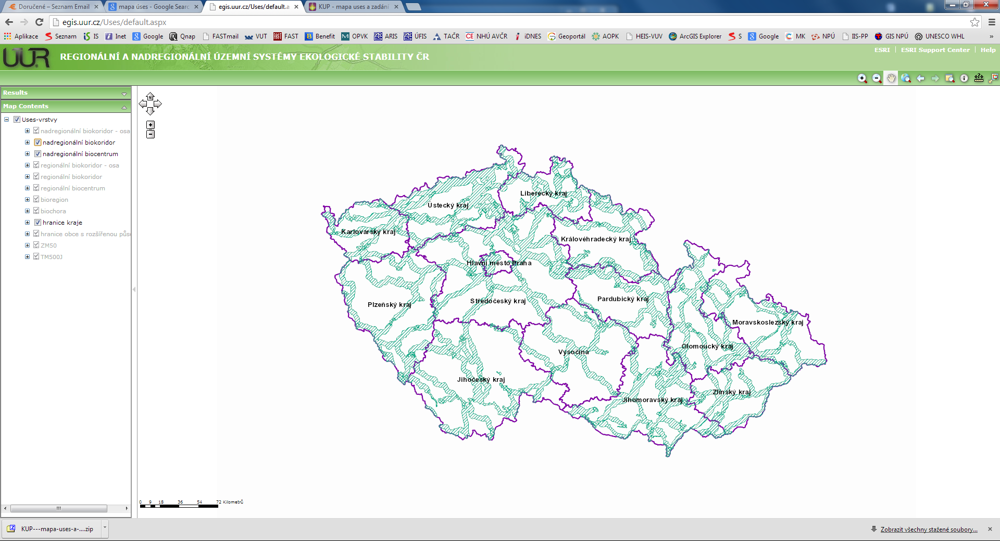 Doručené – Seznam Email
mapa úses - Google Searc
egis.uur.cz/Uses/default.a
KUP - mapa uses a zadání
egis.uur.cz/Uses/default.aspx
Aplikace
Seznam
IS
Inet
Google
Qnap
FASTmail
VUT
FAST
Benefit
OPVK
ARIS
ÚFIS
TAČR
NHÚ AVČR
iDNES
Geoportál
AOPK
HEIS-VUV
ArcGIS Explorer
S
Google
MK
NPÚ
IIS-PP
GIS NPÚ
UNESCO WHL
»
UUR
REGIONÁLNÍ A NADREGIONÁLNÍ ÚZEMNÍ SYSTÉMY EKOLOGICKÉ STABILITY ČR
ESRI | ESRI Support Center | Help
Results
Map Contents
Uses-vrstvy
nadregionální biokoridor - osa
nadregionální biokoridor
nadregionální biocentrum
regionální biokoridor - osa
regionální biokoridor
regionální biocentrum
bioregion
biochora
hranice kraje
hranice obce s rozšířenou půs
ZM50
TM500J
N
Liberecký kraj
Ústecký kraj
Karlovarský kraj
Královéhradecký kraj
Hlavní město Praha
Plzeňský kraj
Středočeský kraj
Pardubický kraj
Moravskoslezský kraj
Olomoucký kraj
Vysočina
Jihočeský kraj
Zlínský kraj
Jihomoravský kraj
0 9 18 36 54 72 Kilometrů
KUP---mapa-uses-a-....zip
Zobrazit všechny stažené soubory...